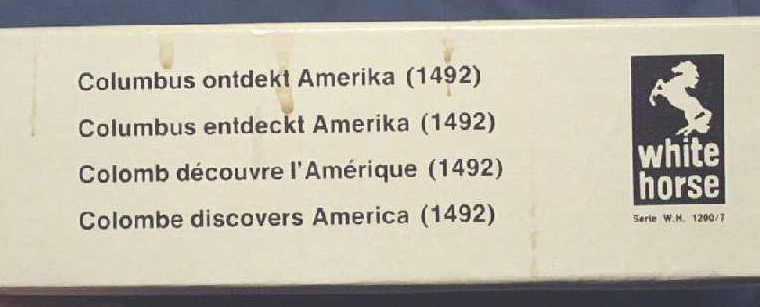 Columbus ontdekt Amerika (1492)
Columbus entdeckt Amerika (1492)
Colomb découvre l'Amérique (1492)
Colombe discovers America (1492)
white
horse
Serie W.H. 1200/7